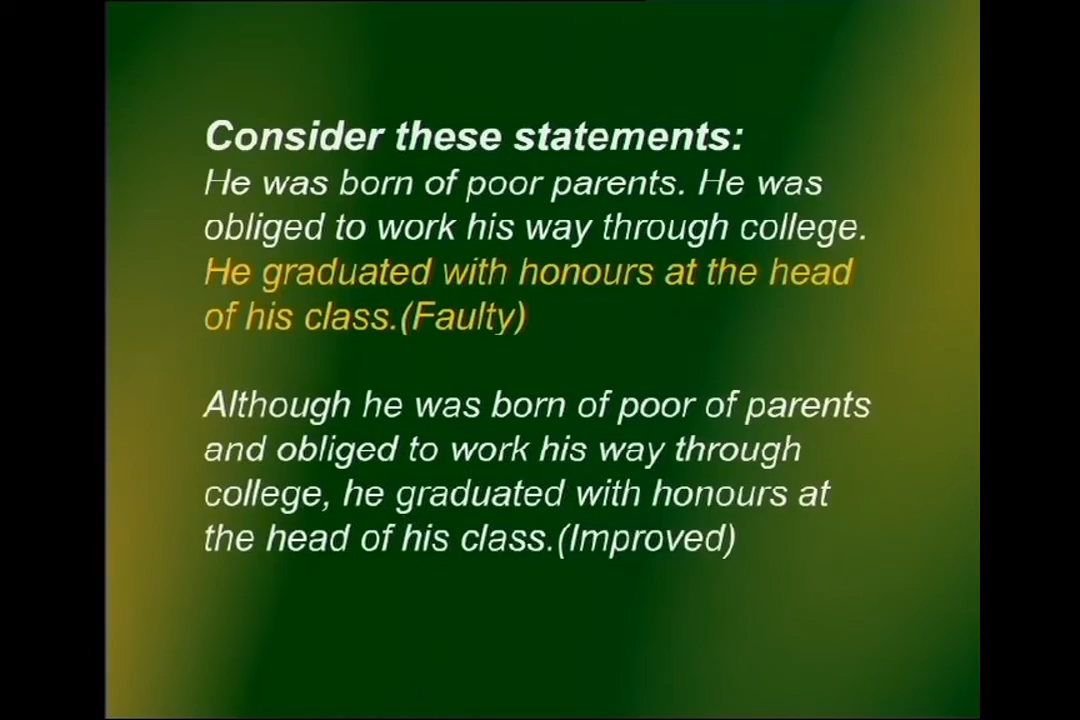 Consider these statements:
He was born of poor parents. He was
obliged to work his way through college.
He graduated with honours at the head
of his class.(Faulty)
Although he was born of poor of parents
and obliged to work his way through
college, he graduated with honours at
the head of his class.(Improved)